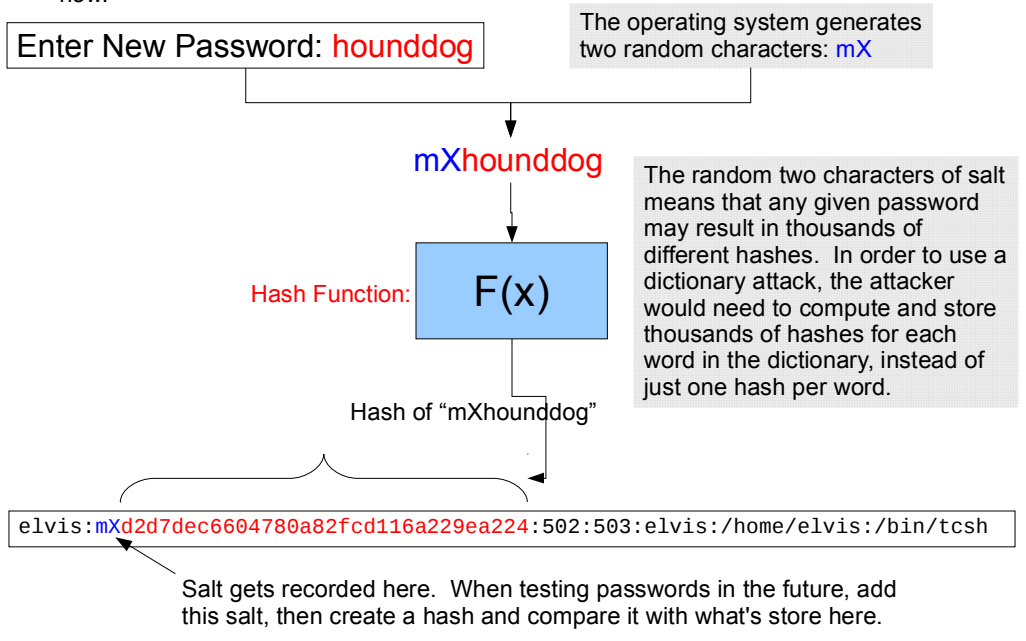 Enter New Password: hounddog
The operating system generates
two random characters: mX
mXhounddog
The random two characters of salt
means that any given password
may result in thousands of
different hashes. In order to use a
dictionary attack, the attacker
would need to compute and store
thousands of hashes for each
word in the dictionary, instead of
just one hash per word.
Hash Function:
F(x)
Hash of “mXhounddog”
elvis:mXd2d7dec6604780a82fcd116a229ea224:502:503:elvis:/home/elvis:/bin/tcsh
Salt gets recorded here. When testing passwords in the future, add
this salt, then create a hash and compare it with what's store here.